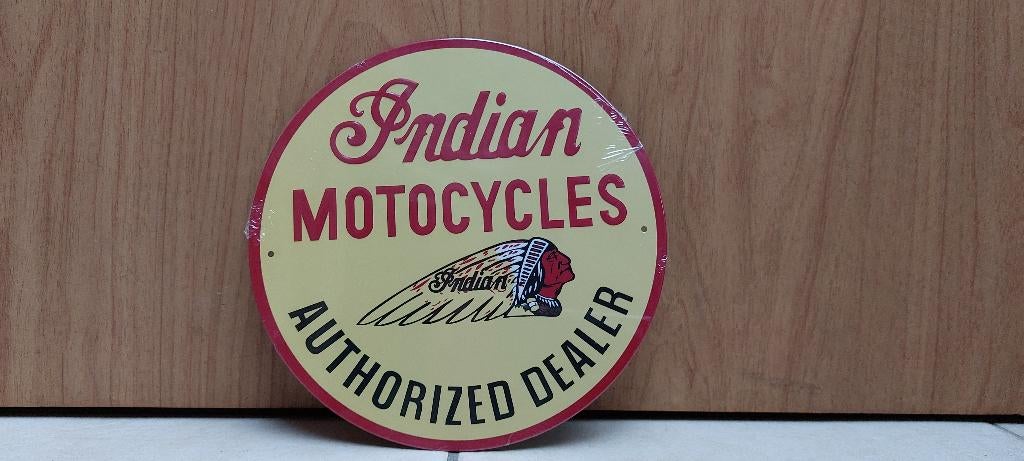 Indian
MOTOCYCLES
Indian
AUTHORIZED DEALER